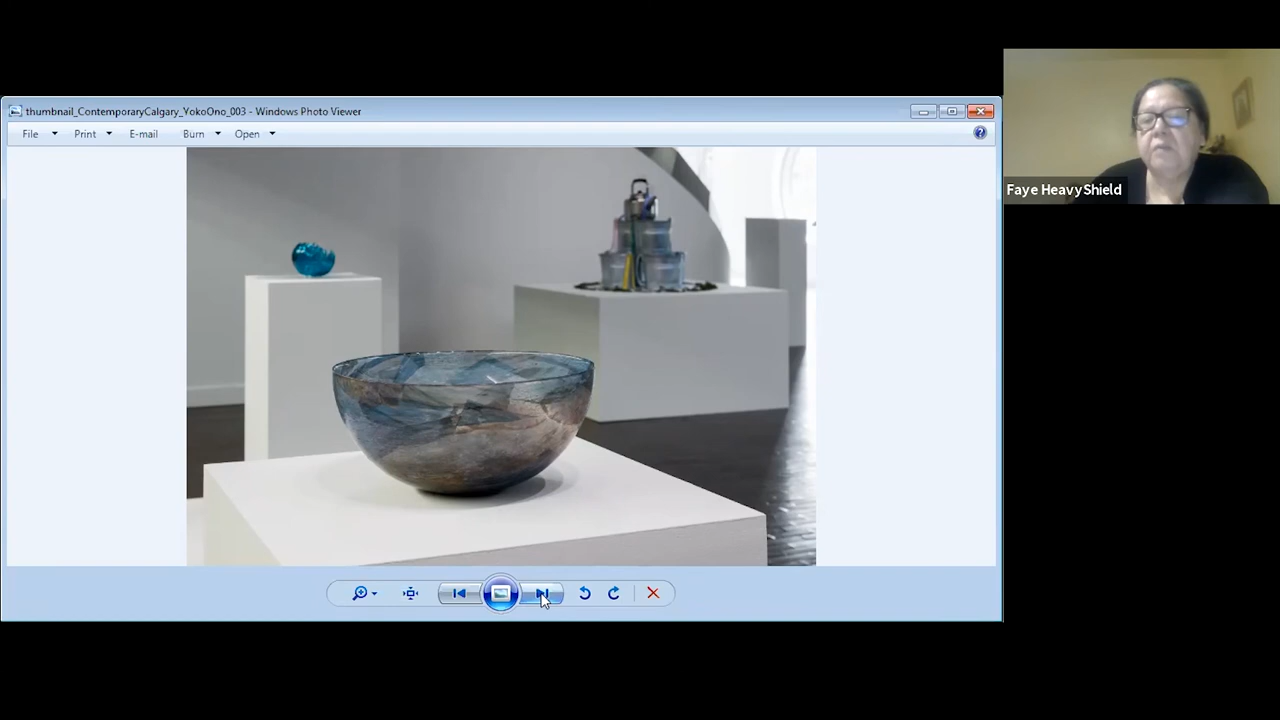 thumbnail_ContemporaryCalgary_YokoOno_003 - Windows Photo Viewer
File Print E-mail Burn Open
Faye HeavyShield